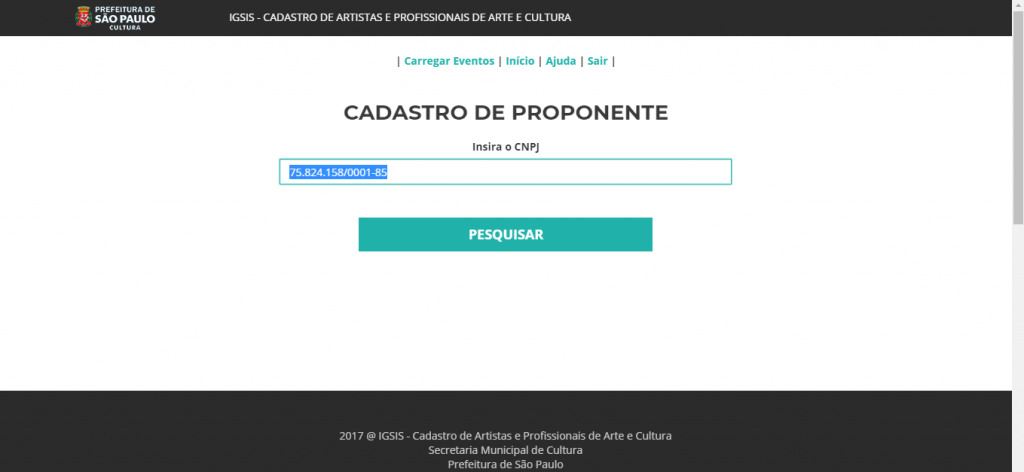 PREFEITURA DE
SÃO PAULO
CULTURA
IGSIS - CADASTRO DE ARTISTAS E PROFISSIONAIS DE ARTE E CULTURA
| Carregar Eventos | Início | Ajuda | Sair |
CADASTRO DE PROPONENTE
Insira o CNPJ
75.824.158/0001-85
PESQUISAR
2017 @ IGSIS - Cadastro de Artistas e Profissionais de Arte e Cultura
Secretaria Municipal de Cultura
Prefeitura de São Paulo